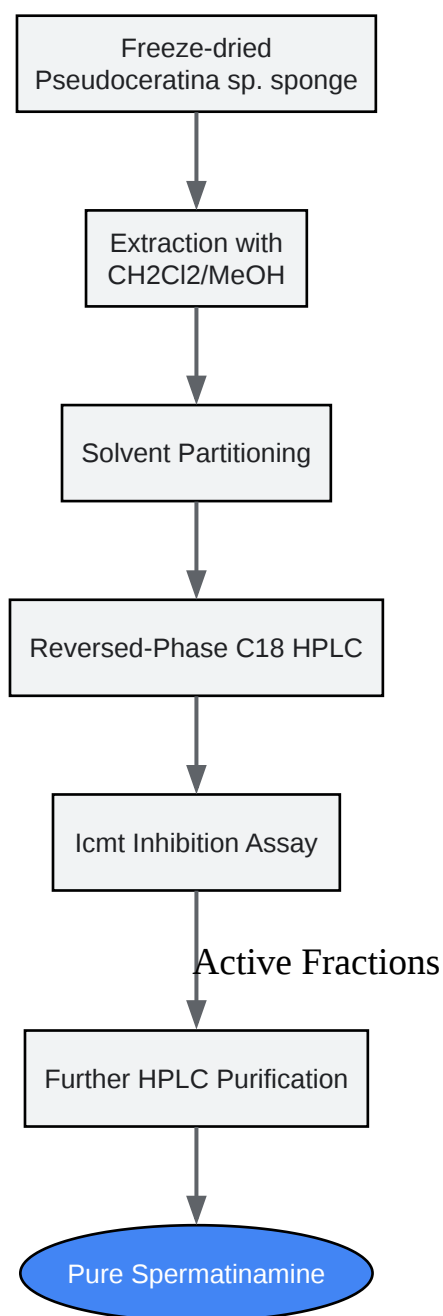 Freeze-dried
Pseudoceratina sp. sponge
Extraction with
CH2Cl2/MeOH
Solvent Partitioning
Reversed-Phase C18 HPLC
Icmt Inhibition Assay
Active Fractions
Further HPLC Purification
Pure Spermatinamine